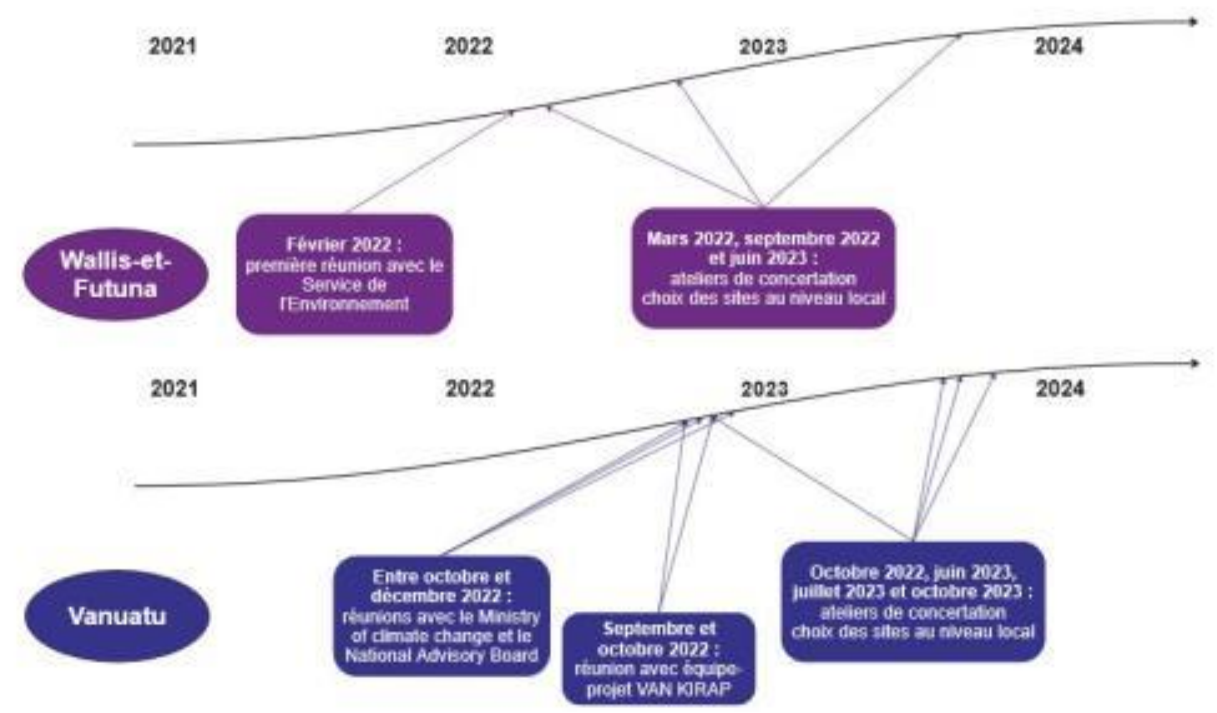 2021 2022 2023 2024
Wallis-et-
Futuna
Février 2022 :
première réunion avec le
Service de
l'Environnement
Mars 2022, septembre 2022
et juin 2023 :
ateliers de concertation
choix des sites au niveau local
2021 2022 2023 2024
Vanuatu
Entre octobre et
décembre 2022 :
réunions avec le Ministry
of climate change et le
National Advisory Board
Septembre et
octobre 2022 :
réunion avec équipe-
projet VAN KIRAP
Octobre 2022, juin 2023,
juillet 2023 et octobre 2023 :
ateliers de concertation
choix des sites au niveau local